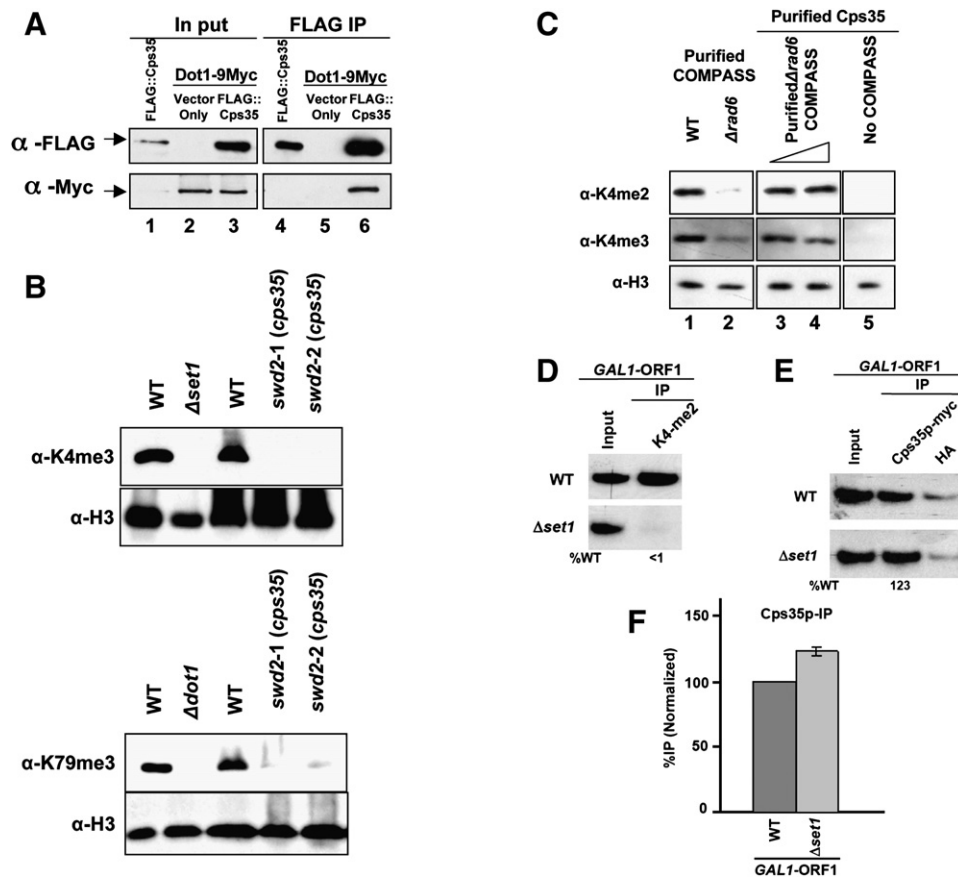 A
In put
FLAG IP
FLAG::Cps35
Dot1-9Myc
Vector Only
FLAG:: Cps35
FLAG::Cps35
Dot1-9Myc
Vector Only
FLAG:: Cps35
α -FLAG
α -Myc
1 2 3 4 5 6
B
WT
Δset1
WT
swd2-1 (cps35)
swd2-2 (cps35)
α-K4me3
α-H3
WT
Δdot1
WT
swd2-1 (cps35)
swd2-2 (cps35)
α-K79me3
α-H3
C
Purified Cps35
Purified
COMPASS
WT
Δrad6
PurifiedΔrad6
COMPASS
No COMPASS
α-K4me2
α-K4me3
α-H3
1 2 3 4 5
D
GAL1-ORF1
IP
Input
K4-me2
WT
Δset1
%WT <1
E
GAL1-ORF1
IP
Input
Cps35p-myc
HA
WT
Δset1
%WT 123
F
Cps35p-IP
%IP (Normalized)
150
100
50
0
WT
Δset1
GAL1-ORF1